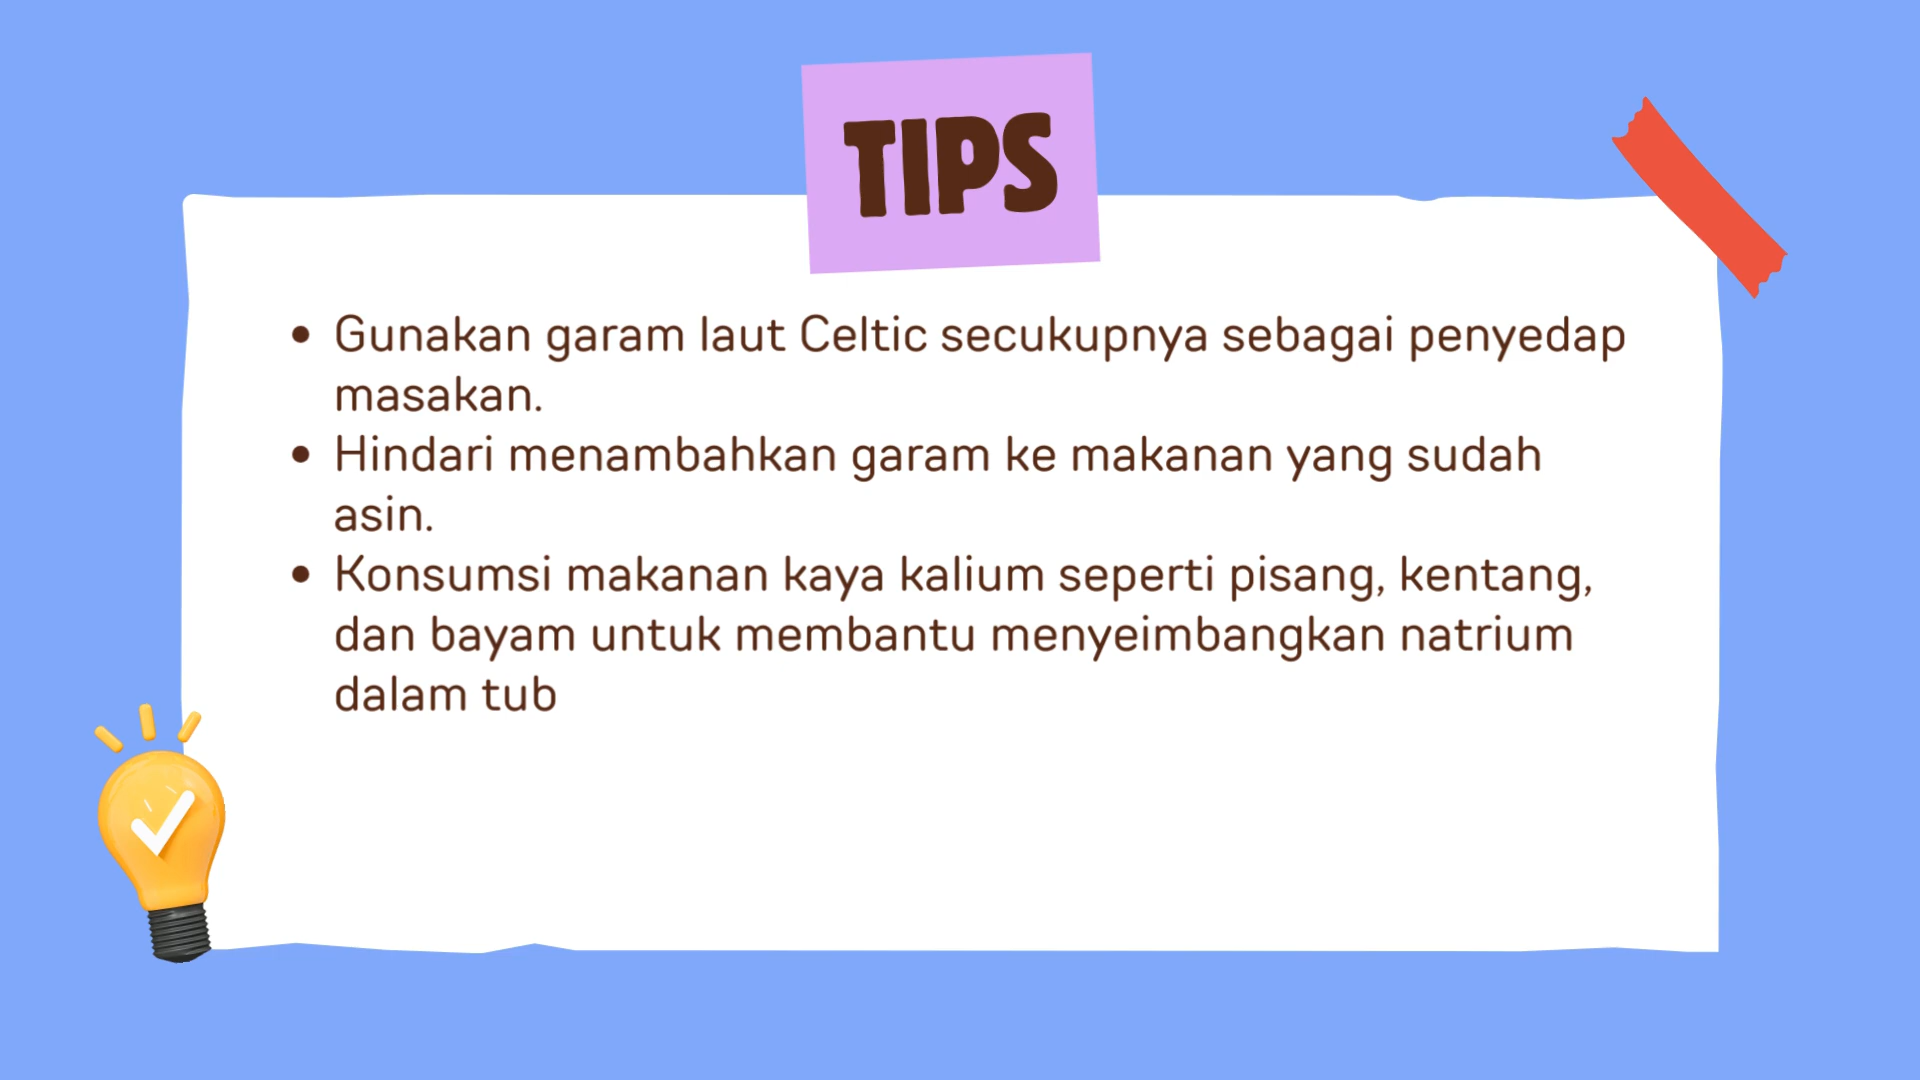 TIPS
• Gunakan garam laut Celtic secukupnya sebagai penyedap
masakan.
• Hindari menambahkan garam ke makanan yang sudah
asin.
• Konsumsi makanan kaya kalium seperti pisang, kentang,
dan bayam untuk membantu menyeimbangkan natrium
dalam tub